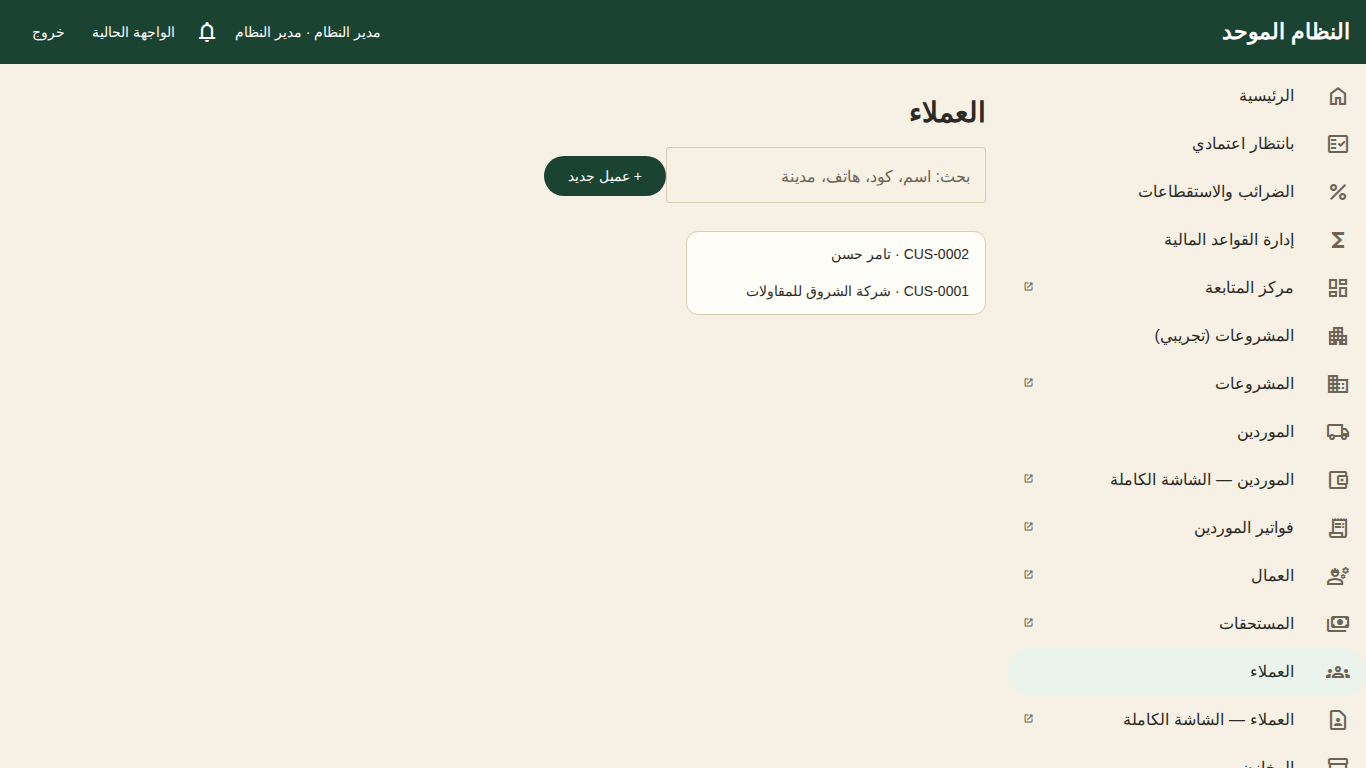 النظام الموحد
مدير النظام · مدير النظام
الواجهة الحالية
خروج
الرئيسية
بانتظار اعتمادي
الضرائب والاستقطاعات
إدارة القواعد المالية
مركز المتابعة
المشروعات (تجريبي)
المشروعات
الموردين
الموردين — الشاشة الكاملة
فواتير الموردين
العمال
المستحقات
العملاء
العملاء — الشاشة الكاملة
العملاء
بحث: اسم، كود، هاتف، مدينة
+ عميل جديد
CUS-0002 · تامر حسن
CUS-0001 · شركة الشروق للمقاولات